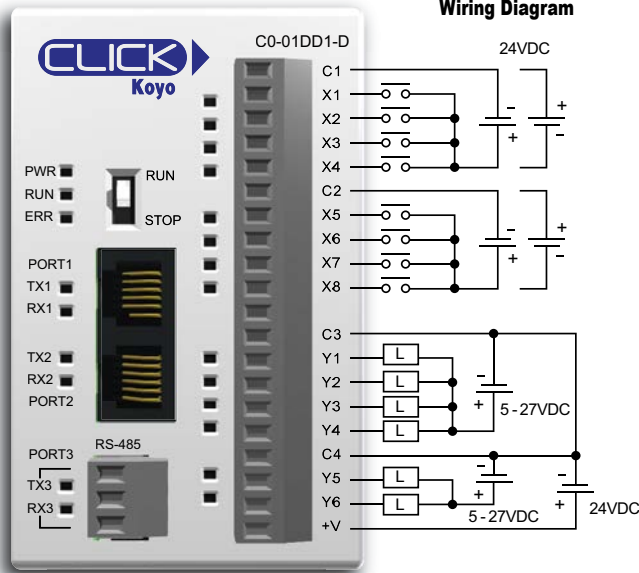 Wiring Diagram
CLICK
Koyo
C0-01DD1-D
24VDC
C1
X1
X2
X3
X4
C2
X5
X6
X7
X8
C3
Y1
Y2
Y3
Y4
C4
Y5
Y6
+V
PWR
RUN
ERR
RUN
STOP
PORT1
TX1
RX1
TX2
RX2
PORT2
RS-485
PORT3
TX3
RX3
- +
+ -
- +
+ -
L
L
L
L
- +
5-27VDC
L
L
- +
5-27VDC
- +
24VDC